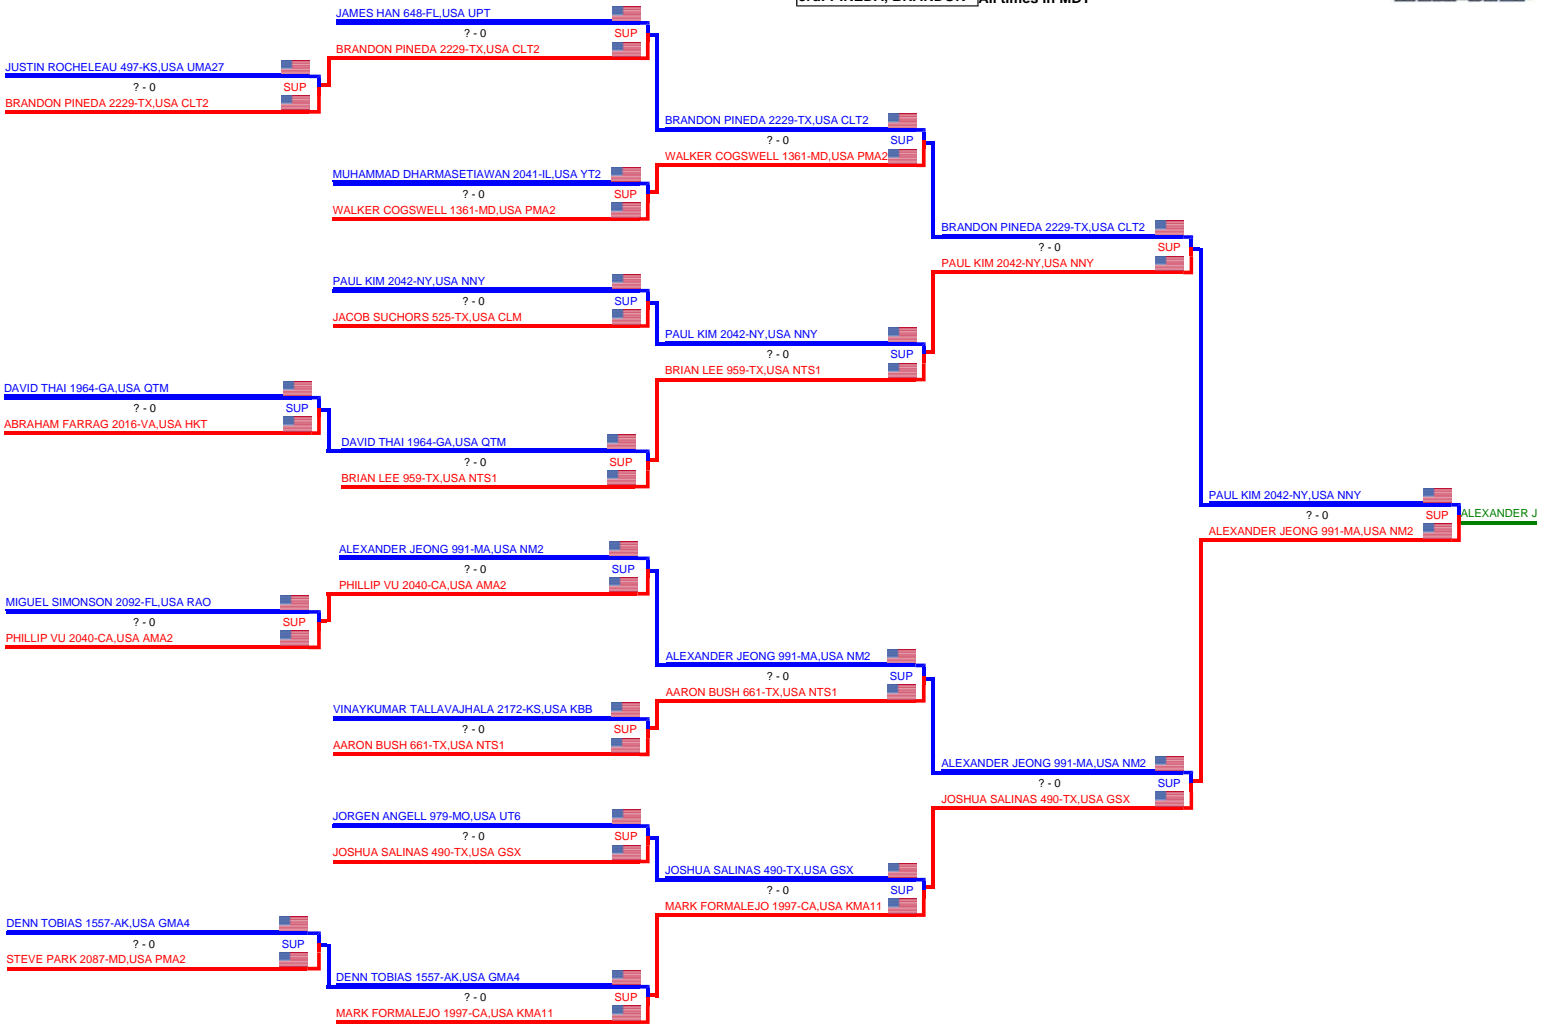 PINEDA, BRANDON All times in MDT
JAMES HAN 648-FL,USA UPT
? - 0 SUP
BRANDON PINEDA 2229-TX,USA CLT2
JUSTIN ROCHELEAU 497-KS,USA UMA27
? - 0 SUP
BRANDON PINEDA 2229-TX,USA CLT2
BRANDON PINEDA 2229-TX,USA CLT2
? - 0 SUP
WALKER COGSWELL 1361-MD,USA PMA2
MUHAMMAD DHARMASETIAWAN 2041-IL,USA YT2
? - 0 SUP
WALKER COGSWELL 1361-MD,USA PMA2
BRANDON PINEDA 2229-TX,USA CLT2
? - 0 SUP
PAUL KIM 2042-NY,USA NNY
PAUL KIM 2042-NY,USA NNY
? - 0 SUP
JACOB SUCHORS 525-TX,USA CLM
PAUL KIM 2042-NY,USA NNY
? - 0 SUP
BRIAN LEE 959-TX,USA NTS1
DAVID THAI 1964-GA,USA QTM
? - 0 SUP
ABRAHAM FARRAG 2016-VA,USA HKT
DAVID THAI 1964-GA,USA QTM
? - 0 SUP
BRIAN LEE 959-TX,USA NTS1
PAUL KIM 2042-NY,USA NNY
? - 0 SUP
ALEXANDER JEONG 991-MA,USA NM2
ALEXANDER J
ALEXANDER JEONG 991-MA,USA NM2
? - 0 SUP
PHILLIP VU 2040-CA,USA AMA2
MIGUEL SIMONSON 2092-FL,USA RAO
? - 0 SUP
PHILLIP VU 2040-CA,USA AMA2
ALEXANDER JEONG 991-MA,USA NM2
? - 0 SUP
AARON BUSH 661-TX,USA NTS1
VINAYKUMAR TALLAVAJHALA 2172-KS,USA KBB
? - 0 SUP
AARON BUSH 661-TX,USA NTS1
ALEXANDER JEONG 991-MA,USA NM2
? - 0 SUP
JOSHUA SALINAS 490-TX,USA GSX
JORGEN ANGELL 979-MO,USA UT6
? - 0 SUP
JOSHUA SALINAS 490-TX,USA GSX
JOSHUA SALINAS 490-TX,USA GSX
? - 0 SUP
MARK FORMALEJO 1997-CA,USA KMA11
DENN TOBIAS 1557-AK,USA GMA4
? - 0 SUP
STEVE PARK 2087-MD,USA PMA2
DENN TOBIAS 1557-AK,USA GMA4
? - 0 SUP
MARK FORMALEJO 1997-CA,USA KMA11